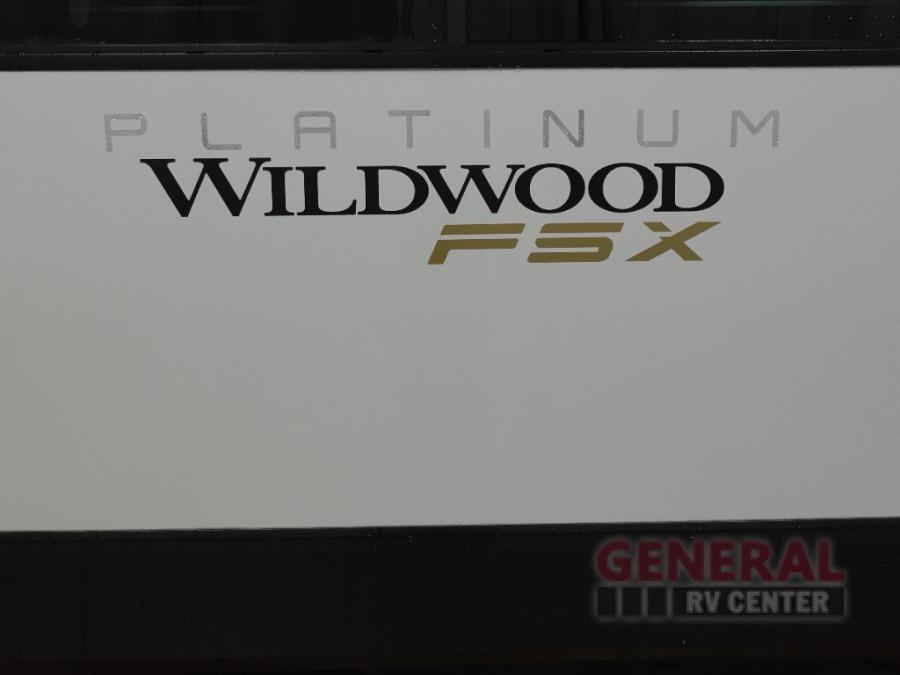 PLATINUM
WILDWOOD
FSX
GENERAL
RV CENTER